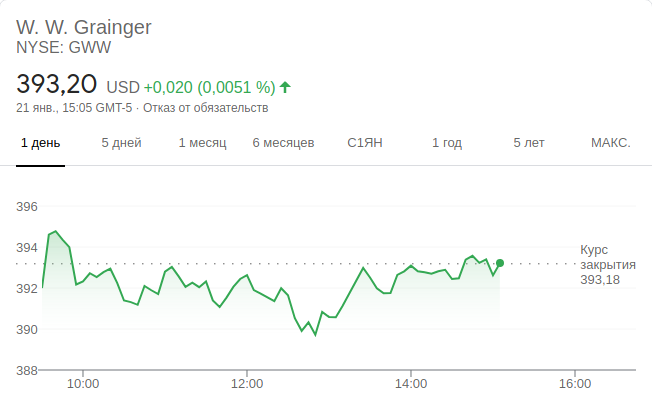 W. W. Grainger
NYSE: GWW
393,20 USD +0,020 (0,0051 %)
21 янв., 15:05 GMT-5 · Отказ от обязательств
1 день 5 дней 1 месяц 6 месяцев С1ЯН 1 год 5 лет МАКС.
396
394
Курс
закрытия
393,18
392
390
388
10:00 12:00 14:00 16:00